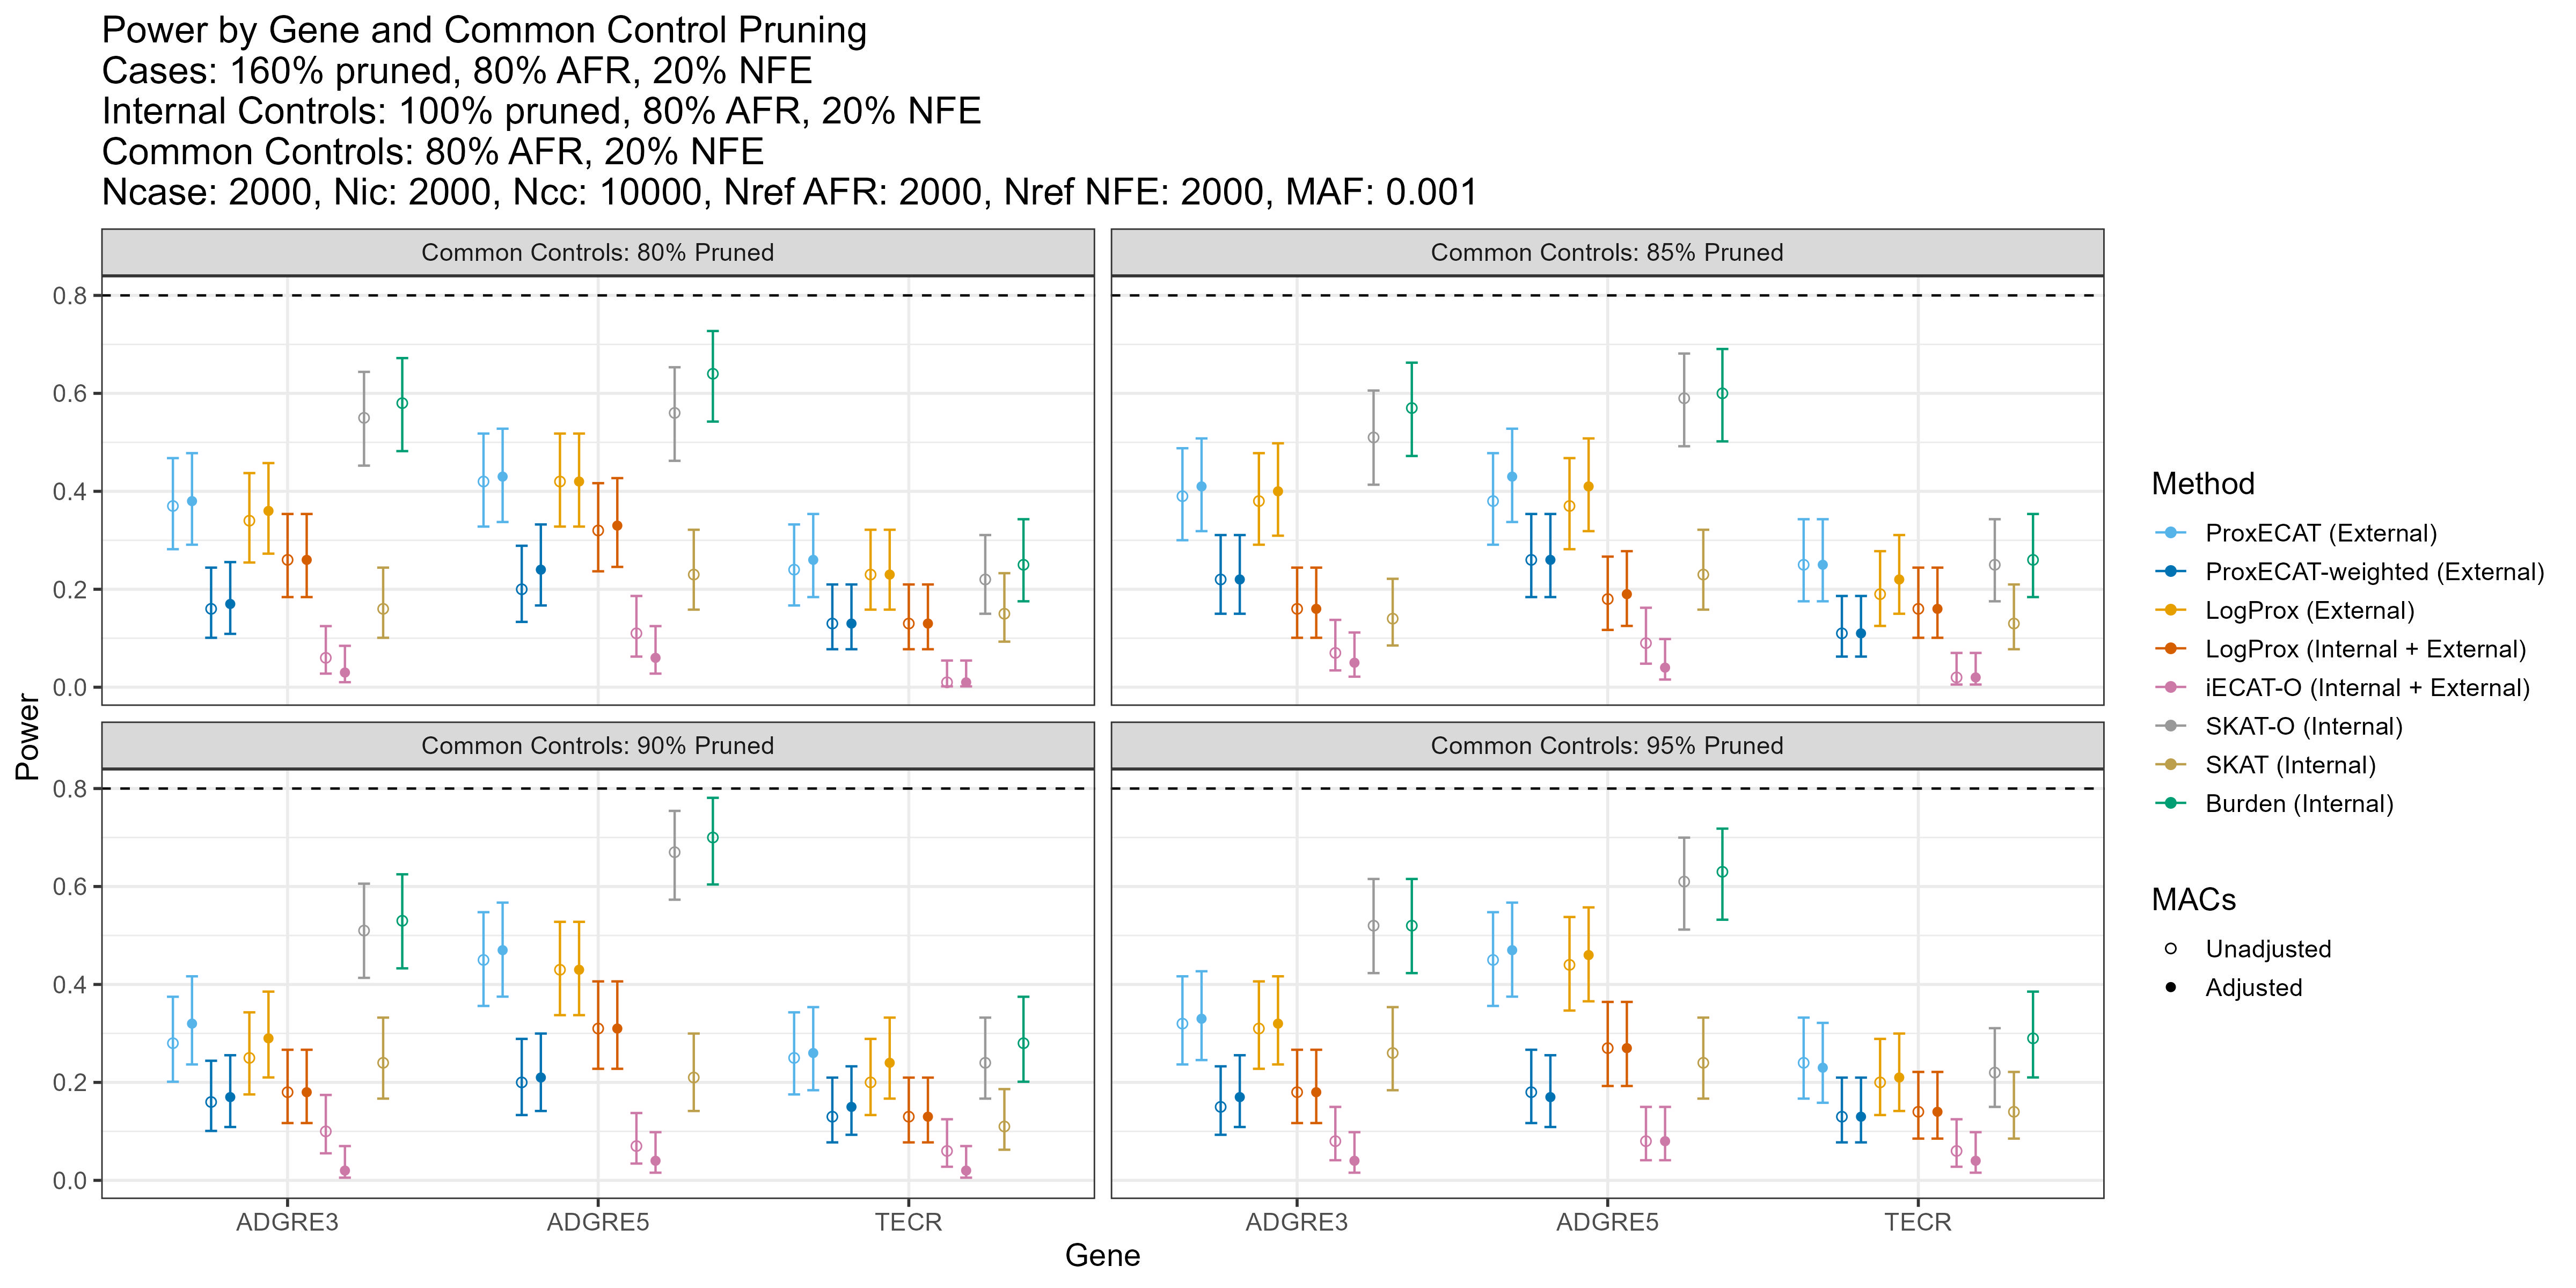 Power by Gene and Common Control Pruning
Cases: 160% pruned, 80% AFR, 20% NFE
Internal Controls: 100% pruned, 80% AFR, 20% NFE
Common Controls: 80% AFR, 20% NFE
Ncase: 2000, Nic: 2000, Ncc: 10000, Nref AFR: 2000, Nref NFE: 2000, MAF: 0.001
Common Controls: 80% Pruned
Common Controls: 85% Pruned
0.8
0.6
0.4
0.2
0.0
Common Controls: 90% Pruned
Common Controls: 95% Pruned
0.8
0.6
0.4
0.2
0.0
Power
ADGRE3
ADGRE5
TECR
ADGRE3
ADGRE5
TECR
Gene
Method
ProxECAT (External)
ProxECAT-weighted (External)
LogProx (External)
LogProx (Internal + External)
iECAT-O (Internal + External)
SKAT-O (Internal)
SKAT (Internal)
Burden (Internal)
MACs
Unadjusted
Adjusted